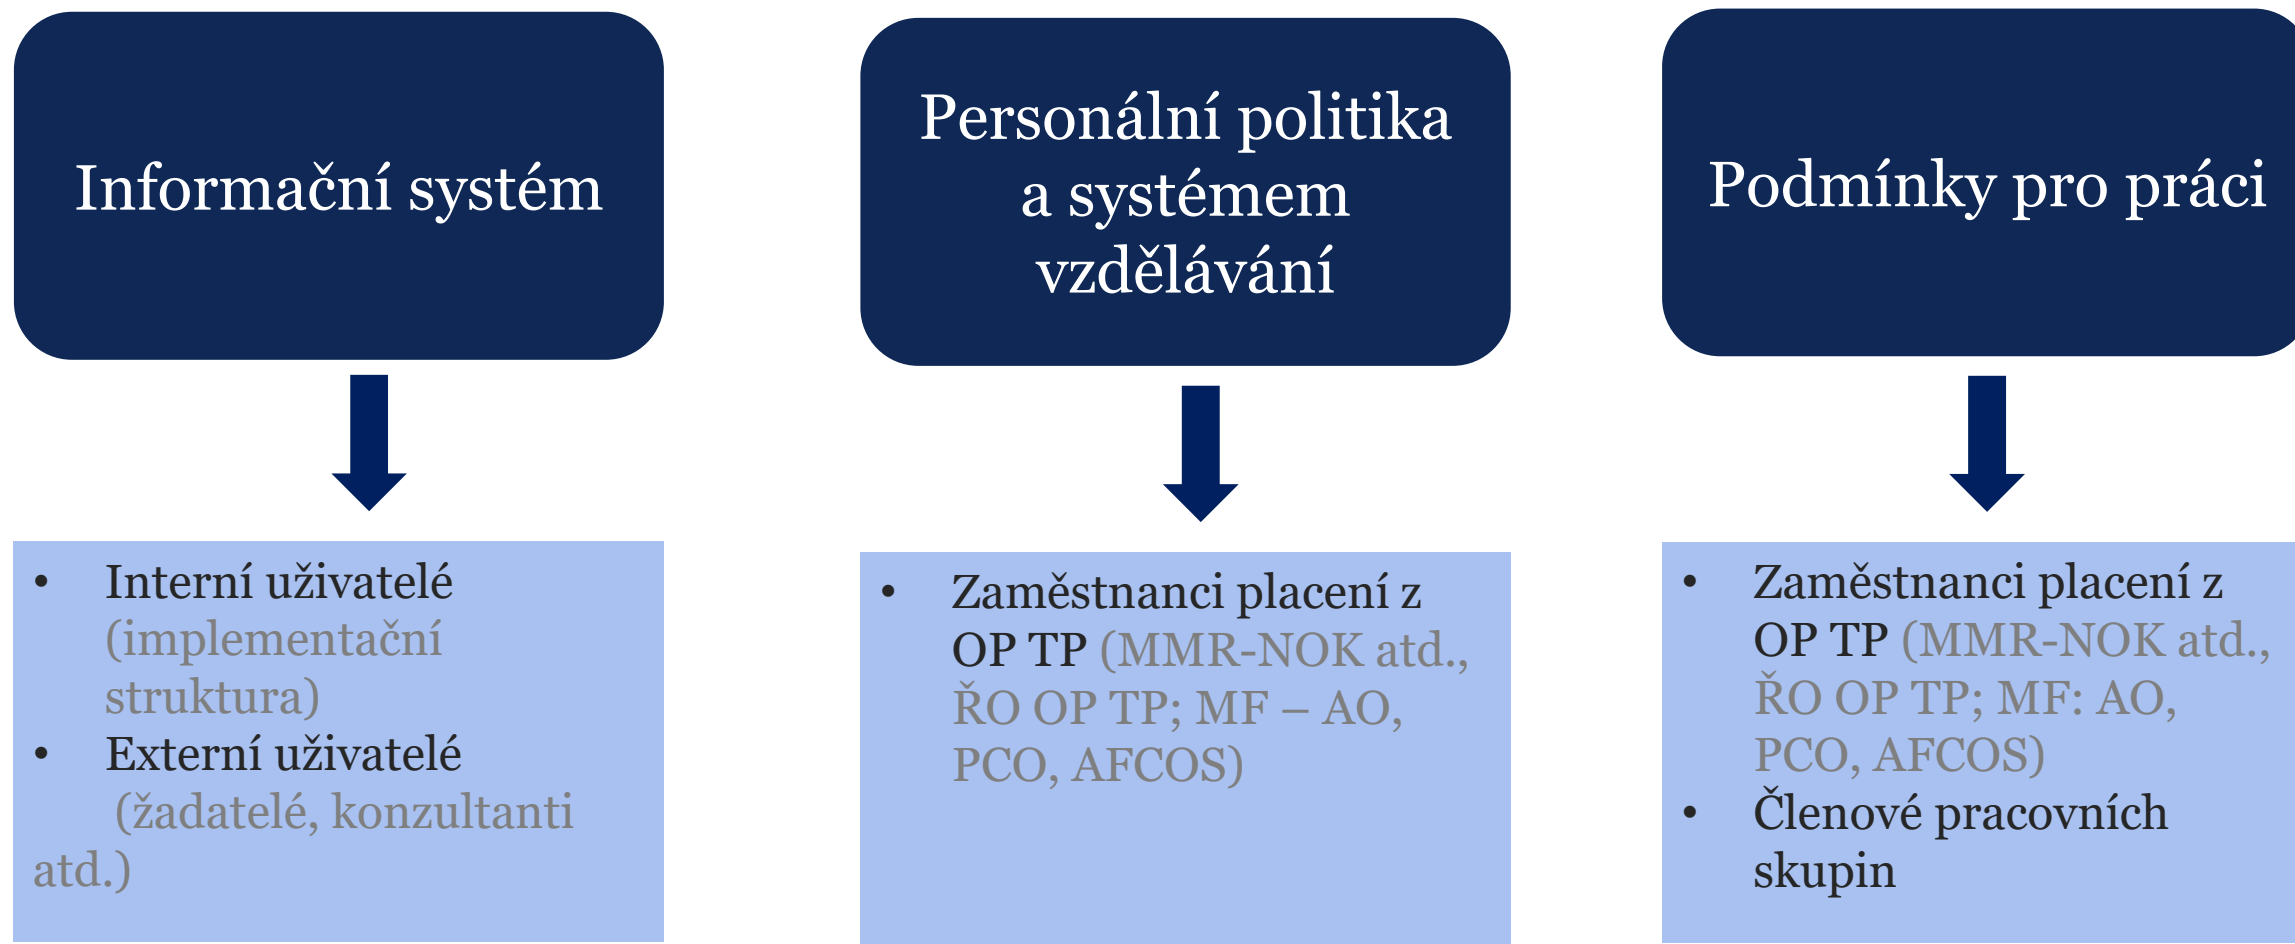 Informační systém
Personální politika
a systémem
vzdělávání
Podmínky pro práci
• Interní uživatelé
(implementační
struktura)
• Externí uživatelé
(žadatelé, konzultanti
atd.)
• Zaměstnanci placení z
OP TP (MMR-NOK atd.,
ŘO OP TP; MF – AO,
PCO, AFCOS)
• Zaměstnanci placení z
OP TP (MMR-NOK atd.,
ŘO OP TP; MF: AO,
PCO, AFCOS)
• Členové pracovních
skupin